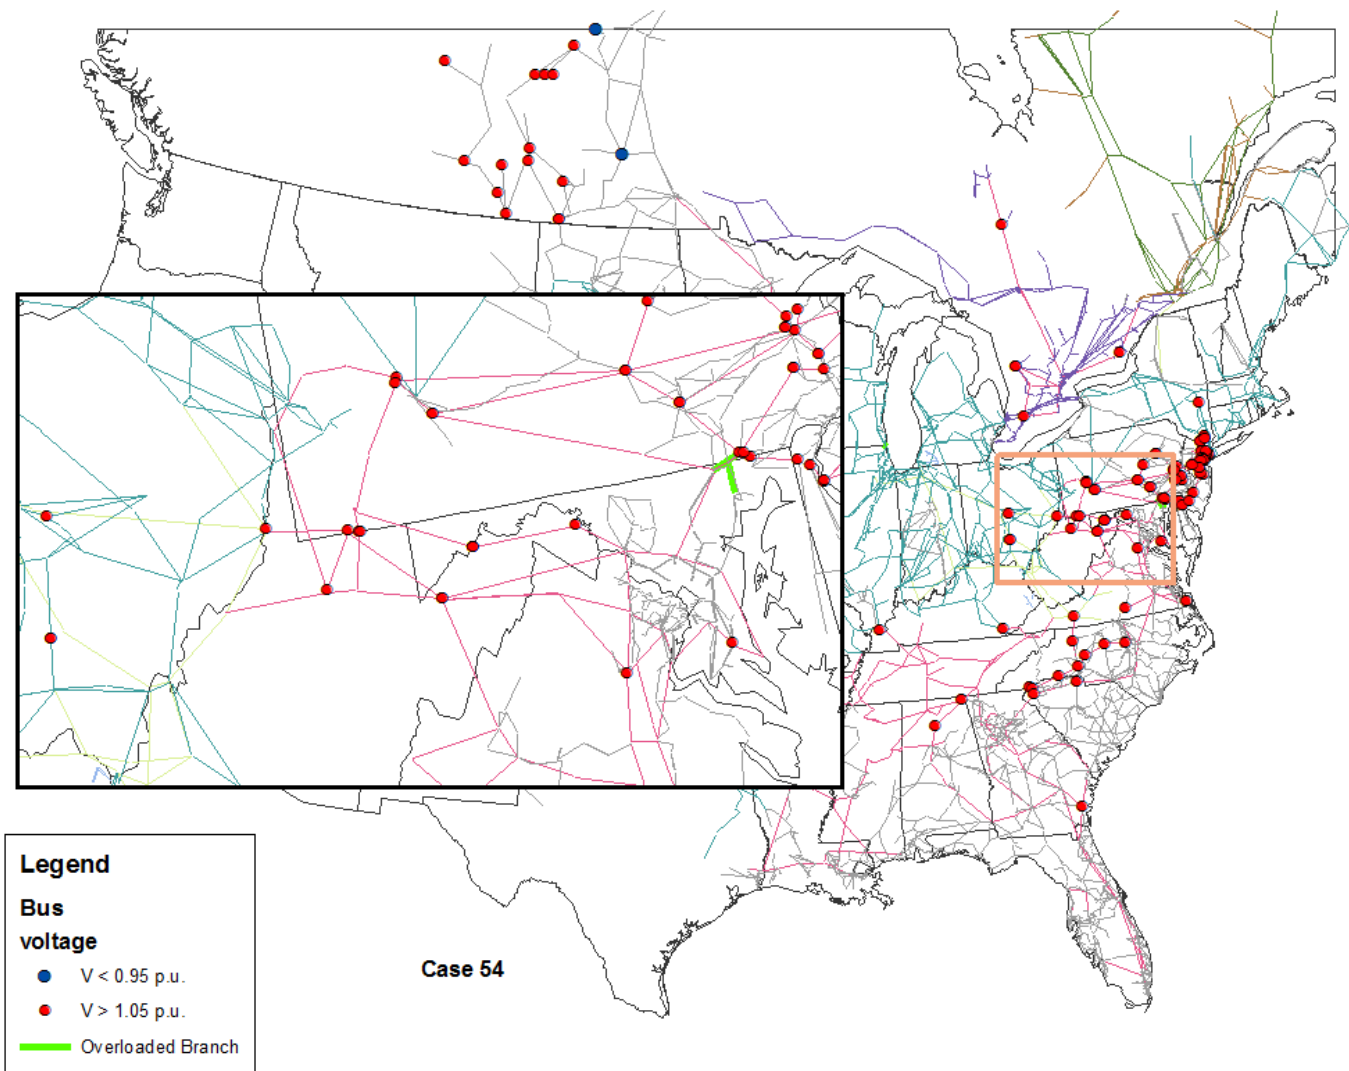 Case 54
Legend
Bus
voltage
V < 0.95 p.u.
V > 1.05 p.u.
Overloaded Branch